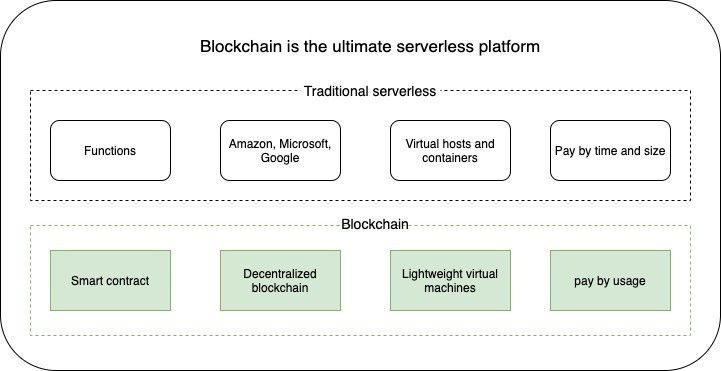 Blockchain is the ultimate serverless platform
Traditional serverless
Functions
Amazon, Microsoft,
Google
Virtual hosts and
containers
Pay by time and size
Blockchain
Smart contract
Decentralized
blockchain
Lightweight virtual
machines
pay by usage